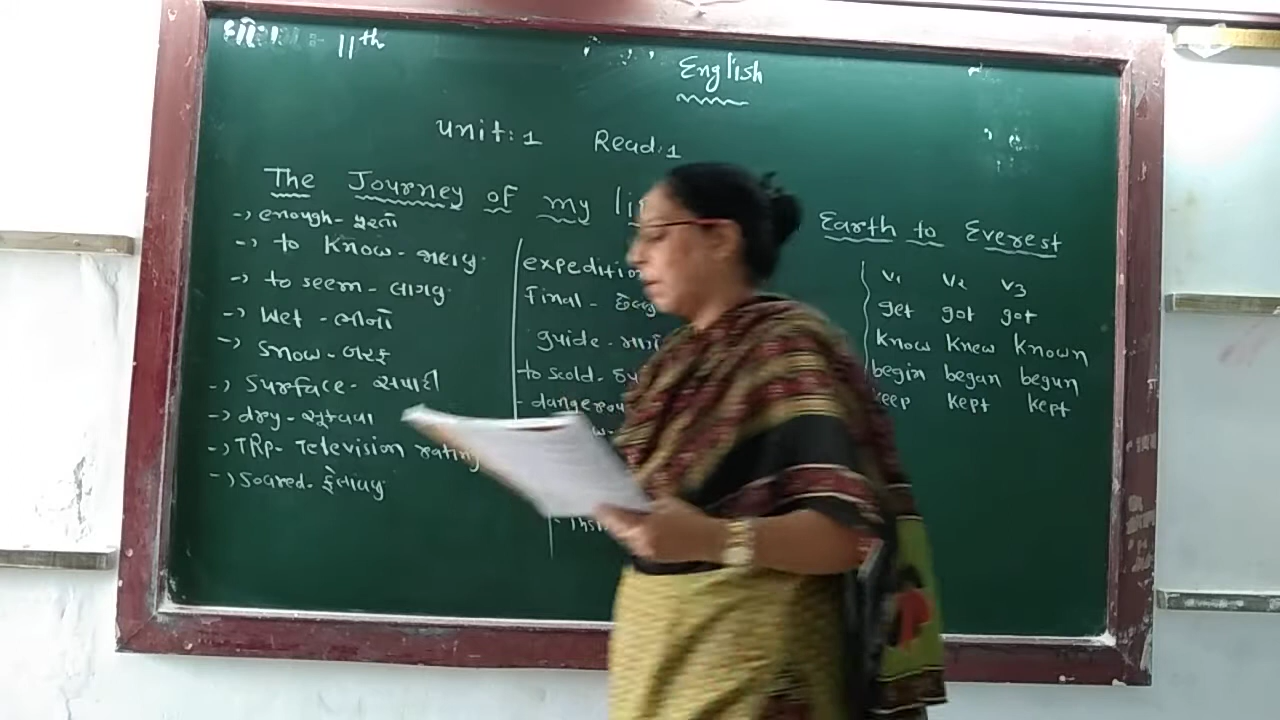 ધો: 11th
English
Unit: 1 Read: 1
The Journey of my
→ enough - પુરતો
→ to know - જાણવુ
→ to seem - લાગવુ
→ Wet - ભીનો
→ snow - બરફ
→ surface - સપાટી
→ dry - સૂકવવા
→ TRP - Television rating
→ Soared - ફેલાવવુ
expedition
final -
guide -
to scold -
- dangerous
Earth to Everest
V1 V2 V3
get got got
know knew known
begin began begun
keep kept kept